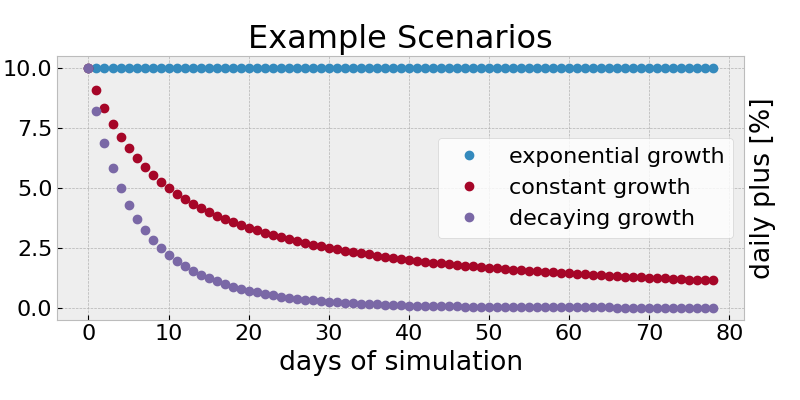 Example Scenarios
10.0
7.5
5.0
2.5
0.0
exponential growth
constant growth
decaying growth
daily plus [%]
0 10 20 30 40 50 60 70 80
days of simulation